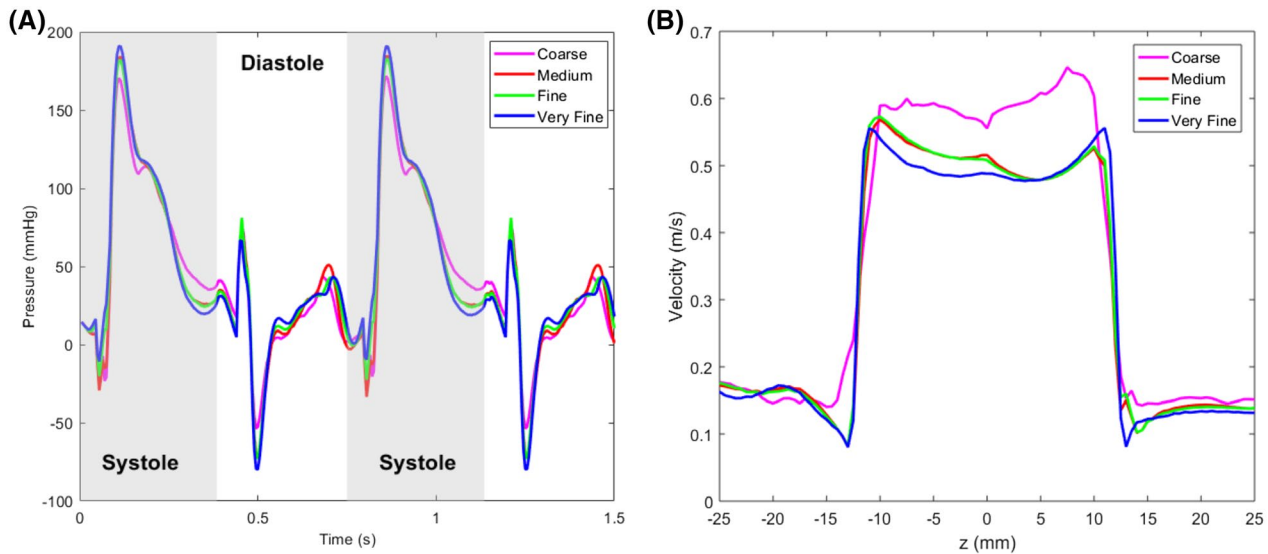 (A)
200
150
100
50
0
-50
-100
Pressure (mmHg)
0
0.5
1
1.5
Time (s)
Diastole
Systole
Systole
Coarse
Medium
Fine
Very Fine
(B)
0.7
0.6
0.5
0.4
0.3
0.2
0.1
0
Velocity (m/s)
-25
-20
-15
-10
-5
0
5
10
15
20
25
z (mm)
Coarse
Medium
Fine
Very Fine